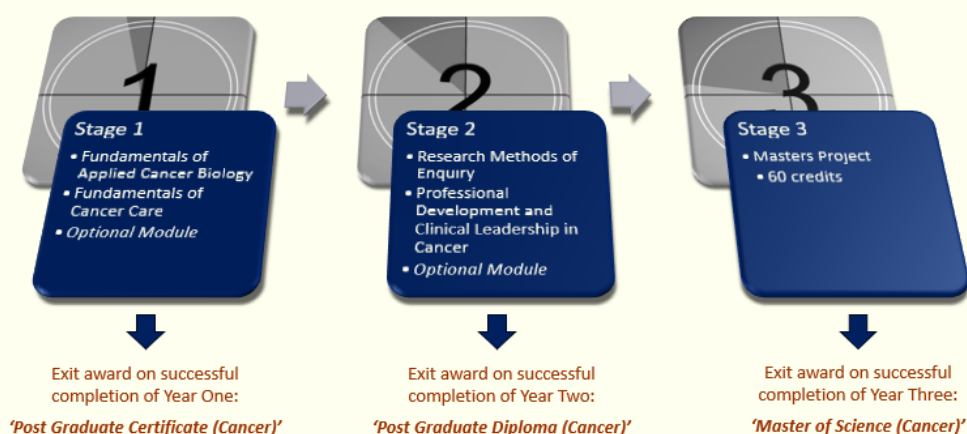 1
2
3
Stage 1
• Fundamentals of
Applied Cancer Biology
• Fundamentals of
Cancer Care
• Optional Module
Stage 2
• Research Methods of
Enquiry
• Professional
Development and
Clinical Leadership in
Cancer
• Optional Module
Stage 3
• Masters Project
• 60 credits
Exit award on successful
completion of Year One:
‘Post Graduate Certificate (Cancer)’
Exit award on successful
completion of Year Two:
‘Post Graduate Diploma (Cancer)’
Exit award on successful
completion of Year Three:
‘Master of Science (Cancer)’